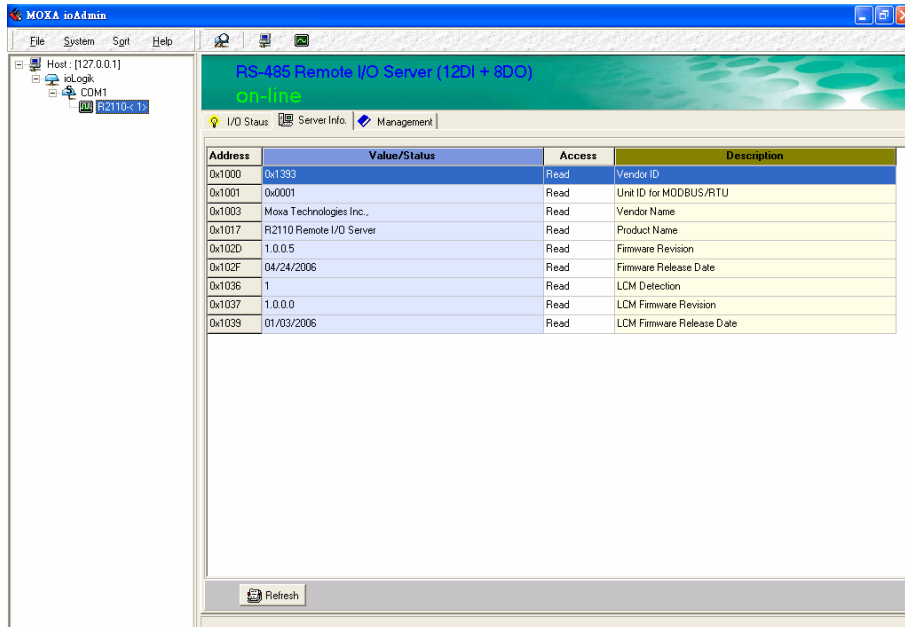 MOXA ioAdmin
File System Sort Help
Host : [127.0.0.1]
ioLogik
COM1
R2110-< 1>
RS-485 Remote I/O Server (12DI + 8DO)
on-line
I/O Staus Server Info. Management
Address Value/Status Access Description
0x1000 0x1393 Read Vendor ID
0x1001 0x0001 Read Unit ID for MODBUS/RTU
0x1003 Moxa Technologies Inc., Read Vendor Name
0x1017 R2110 Remote I/O Server Read Product Name
0x102D 1.0.0.5 Read Firmware Revision
0x102F 04/24/2006 Read Firmware Release Date
0x1036 1 Read LCM Detection
0x1037 1.0.0.0 Read LCM Firmware Revision
0x1039 01/03/2006 Read LCM Firmware Release Date
Refresh